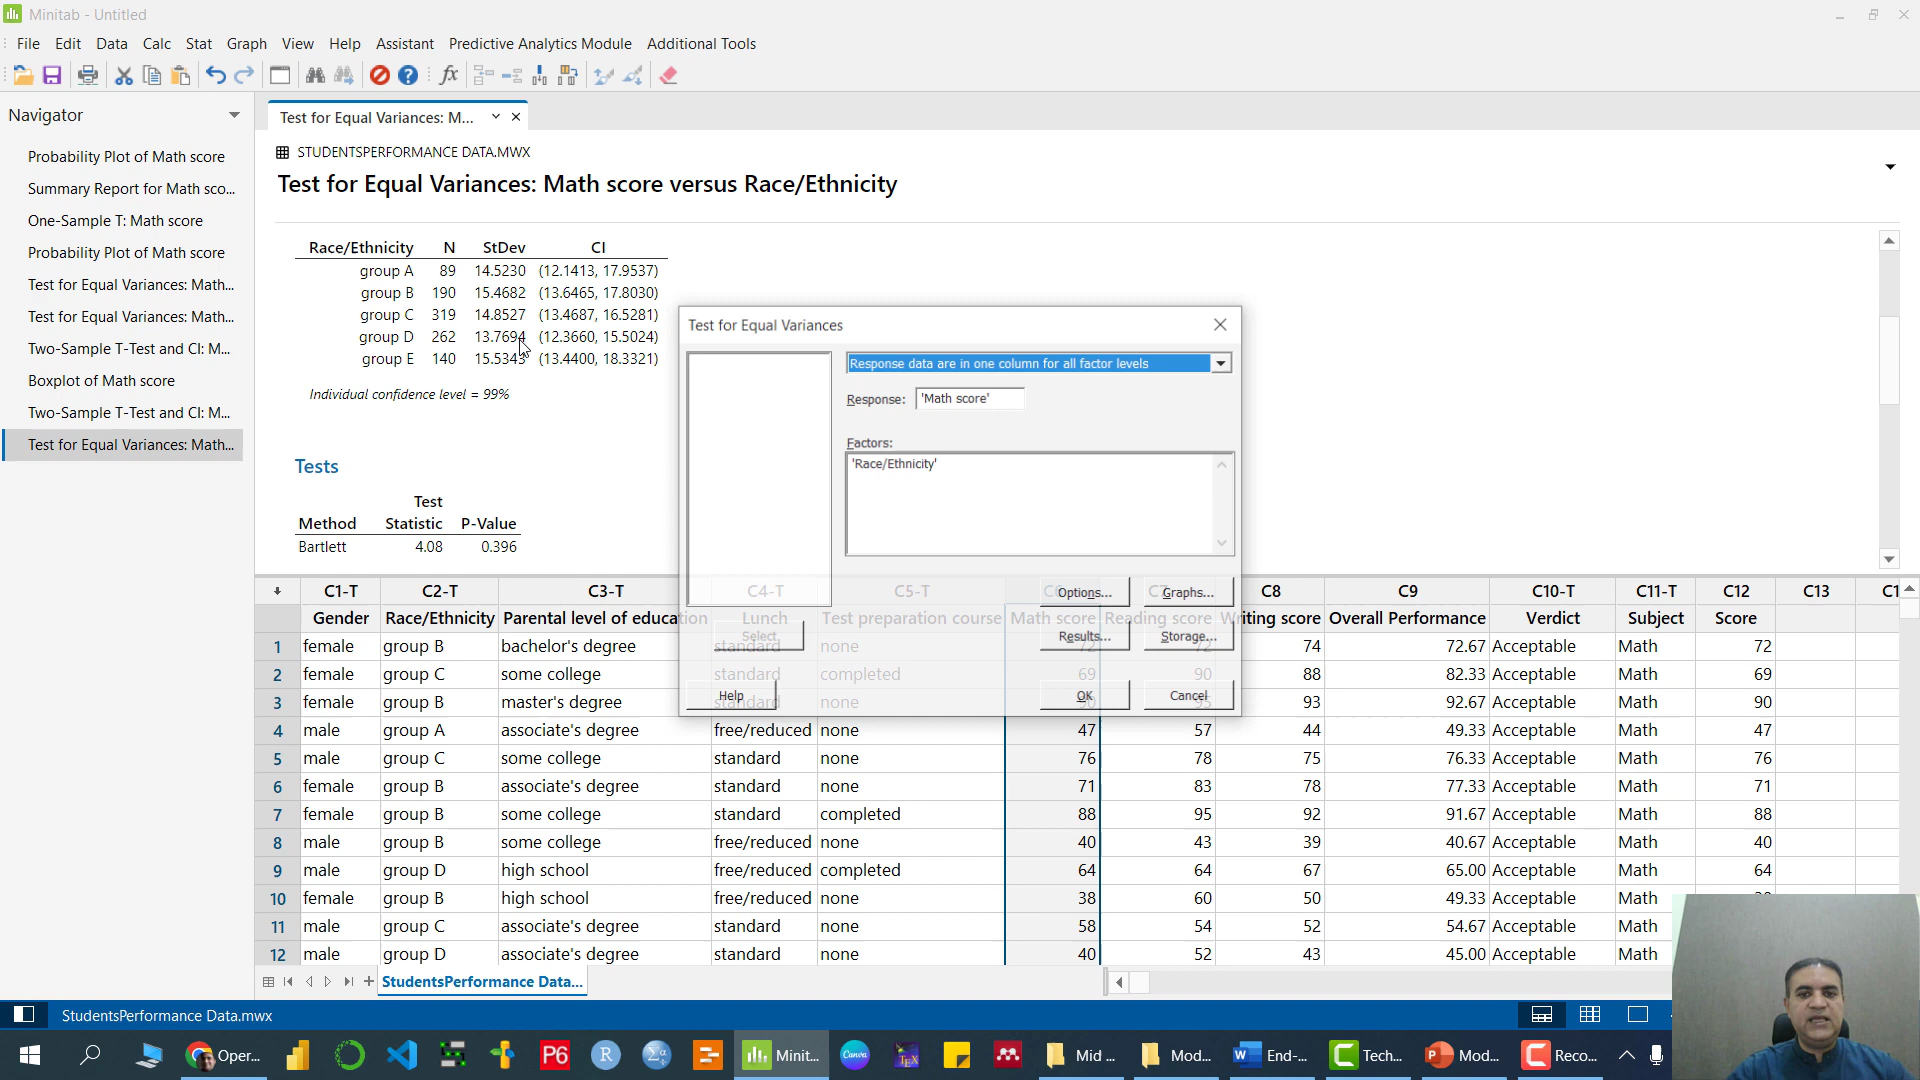 Minitab - Untitled
File Edit Data Calc Stat Graph View Help Assistant Predictive Analytics Module Additional Tools
Navigator
Probability Plot of Math score
Summary Report for Math sco...
One-Sample T: Math score
Probability Plot of Math score
Test for Equal Variances: Math...
Test for Equal Variances: Math...
Two-Sample T-Test and CI: M...
Boxplot of Math score
Two-Sample T-Test and CI: M...
Test for Equal Variances: Math...
Test for Equal Variances: M...
STUDENTSPERFORMANCE DATA.MWX
Test for Equal Variances: Math score versus Race/Ethnicity
Race/Ethnicity N StDev CI
group A 89 14.5230 (12.1413, 17.9537)
group B 190 15.4682 (13.6465, 17.8030)
group C 319 14.8527 (13.4687, 16.5281)
group D 262 13.7694 (12.3660, 15.5024)
group E 140 15.5343 (13.4400, 18.3321)
Individual confidence level = 99%
Tests
Test
Method Statistic P-Value
Bartlett 4.08 0.396
Test for Equal Variances
Response data are in one column for all factor levels
Response: 'Math score'
Factors:
'Race/Ethnicity'
Options... Graphs...
Select Results... Storage...
Help OK Cancel
C1-T C2-T C3-T C4-T C5-T C8 C9 C10-T C11-T C12 C13 C1
Gender Race/Ethnicity Parental level of education Lunch Test preparation course Math score Reading score Writing score Overall Performance Verdict Subject Score
1 female group B bachelor's degree standard none 72 72 74 72.67 Acceptable Math 72
2 female group C some college standard completed 69 90 88 82.33 Acceptable Math 69
3 female group B master's degree standard none 90 95 93 92.67 Acceptable Math 90
4 male group A associate's degree free/reduced none 47 57 44 49.33 Acceptable Math 47
5 male group C some college standard none 76 78 75 76.33 Acceptable Math 76
6 female group B associate's degree standard none 71 83 78 77.33 Acceptable Math 71
7 female group B some college standard completed 88 95 92 91.67 Acceptable Math 88
8 male group B some college free/reduced none 40 43 39 40.67 Acceptable Math 40
9 male group D high school free/reduced completed 64 64 67 65.00 Acceptable Math 64
10 female group B high school free/reduced none 38 60 50 49.33 Acceptable Math
11 male group C associate's degree standard none 58 54 52 54.67 Acceptable Math
12 male group D associate's degree standard none 40 52 43 45.00 Acceptable Math
StudentsPerformance Data...
StudentsPerformance Data.mwx
Oper... P6 R Minit... Canva TEX Mid ... Mod... End-... Tech... Mod... Reco...